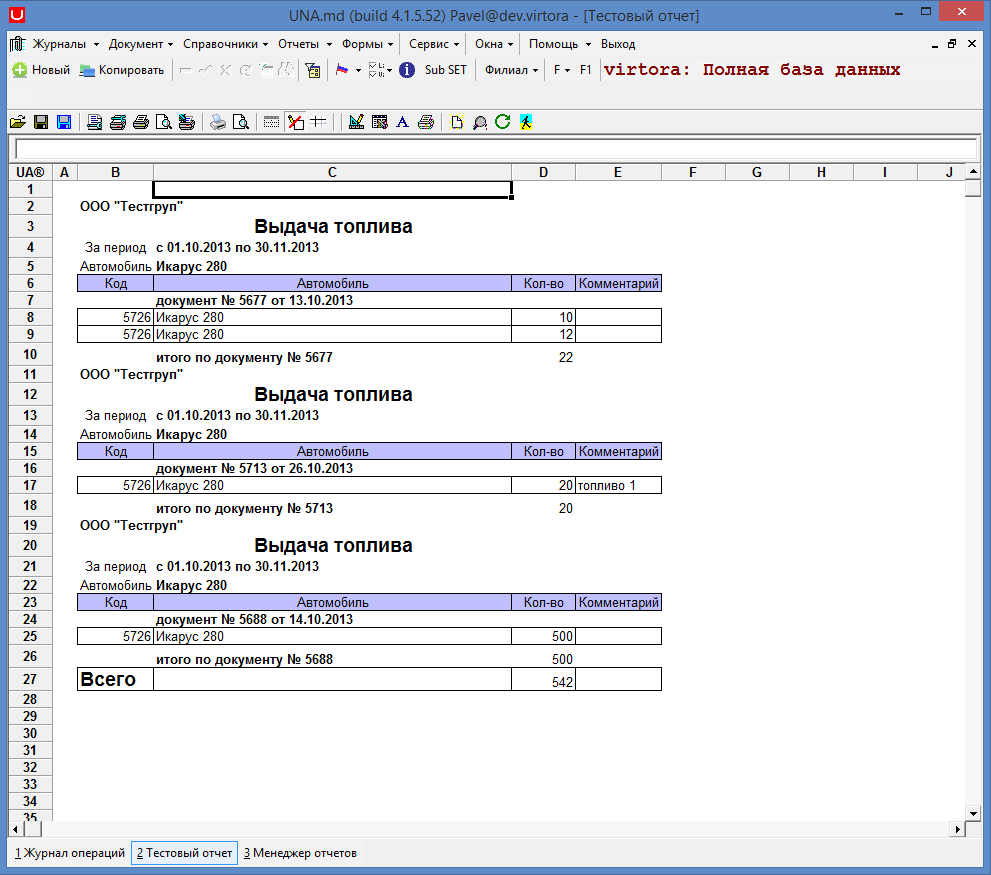 UNA.md (build 4.1.5.52) Pavel@dev.virtora - [Тестовый отчет]
Журналы Документ Справочники Отчеты Формы Сервис Окна Помощь Выход
Новый Копировать Sub SET Филиал F F1 virtora: Полная база данных
UA® A B C D E F G H I J
1
2 ООО "Тестгруп"
3 Выдача топлива
4 За период с 01.10.2013 по 30.11.2013
5 Автомобиль Икарус 280
6 Код Автомобиль Кол-во Комментарий
7 документ № 5677 от 13.10.2013
8 5726 Икарус 280 10
9 5726 Икарус 280 12
10 итого по документу № 5677 22
11 ООО "Тестгруп"
12 Выдача топлива
13 За период с 01.10.2013 по 30.11.2013
14 Автомобиль Икарус 280
15 Код Автомобиль Кол-во Комментарий
16 документ № 5713 от 26.10.2013
17 5726 Икарус 280 20 топливо 1
18 итого по документу № 5713 20
19 ООО "Тестгруп"
20 Выдача топлива
21 За период с 01.10.2013 по 30.11.2013
22 Автомобиль Икарус 280
23 Код Автомобиль Кол-во Комментарий
24 документ № 5688 от 14.10.2013
25 5726 Икарус 280 500
26 итого по документу № 5688 500
27 Всего 542
28
29
30
31
32
33
34
35
1 Журнал операций 2 Тестовый отчет 3 Менеджер отчетов